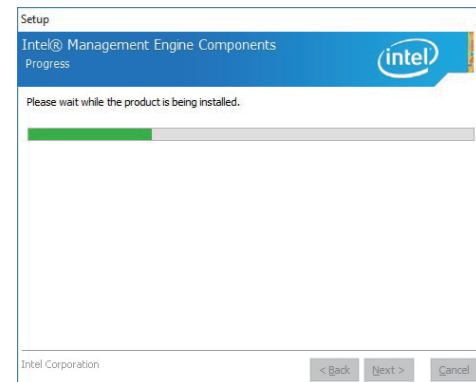 Setup
Intel® Management Engine Components
Progress
intel
Please wait while the product is being installed.
Intel Corporation
< Back Next > Cancel